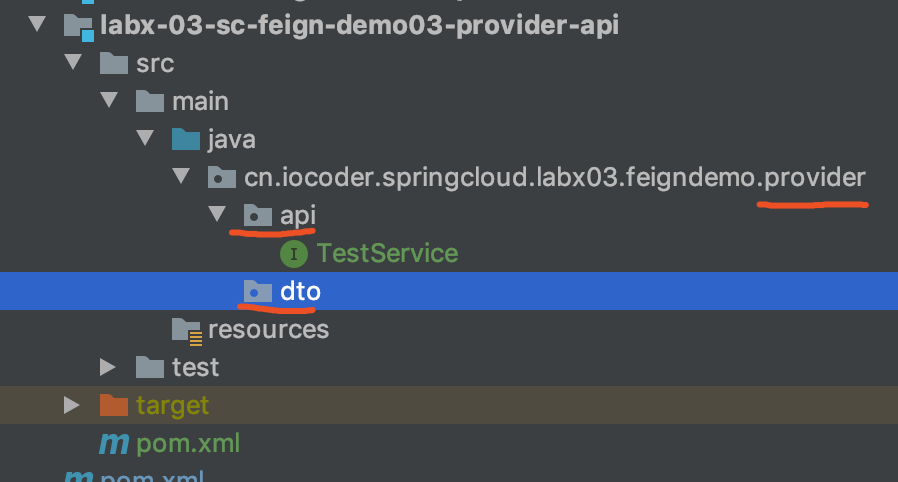 labx-03-sc-feign-demo03-provider-api
src
main
java
cn.iocoder.springcloud.labx03.feigndemo.provider
api
I TestService
dto
resources
test
target
m pom.xml
m pom.xml